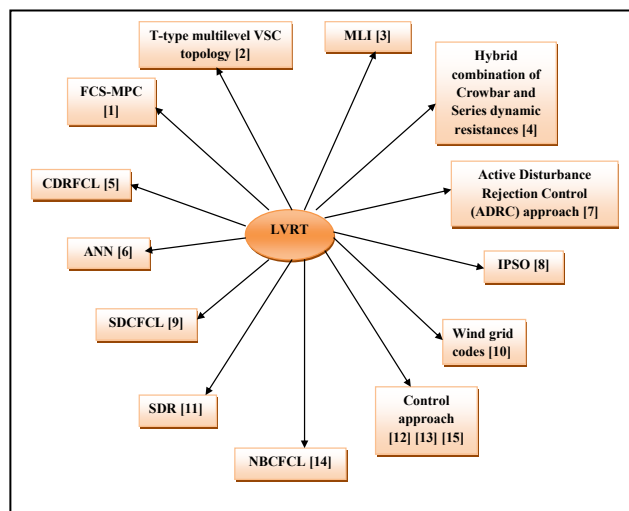 T-type multilevel VSC
topology [2]
MLI [3]
Hybrid
combination of
Crowbar and
Series dynamic
resistances [4]
FCS-MPC
[1]
CDRFCL [5]
Active Disturbance
Rejection Control
(ADRC) approach [7]
LVRT
ANN [6]
IPSO [8]
SDCFCL [9]
Wind grid
codes [10]
SDR [11]
Control
approach
[12] [13] [15]
NBCFCL [14]